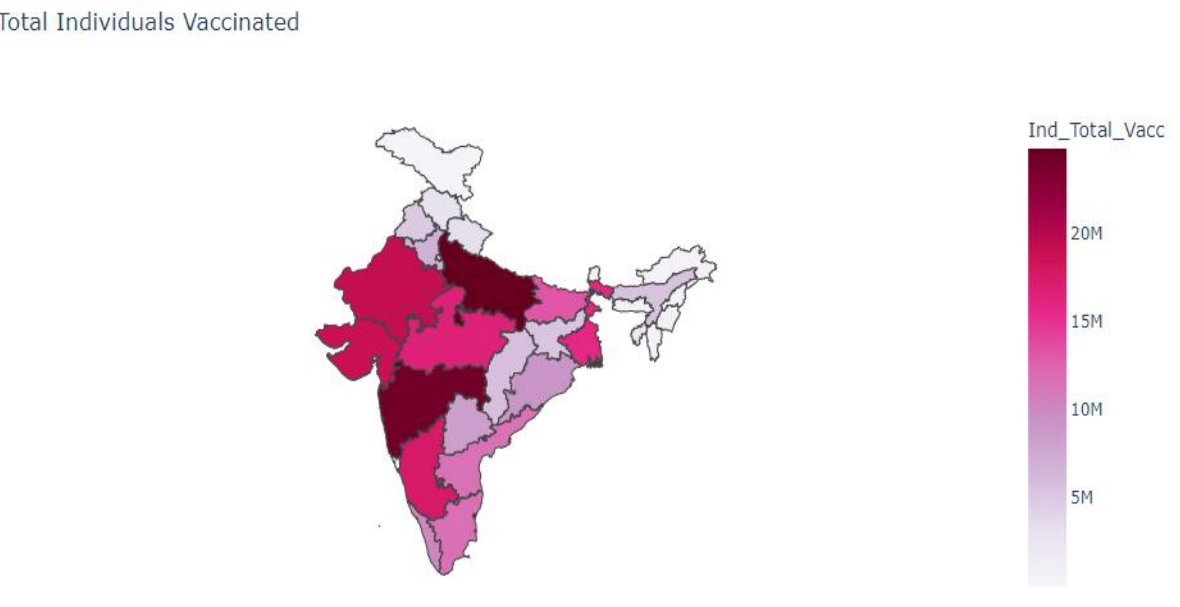 Total Individuals Vaccinated
Ind_Total_Vacc
20M
15M
10M
5M